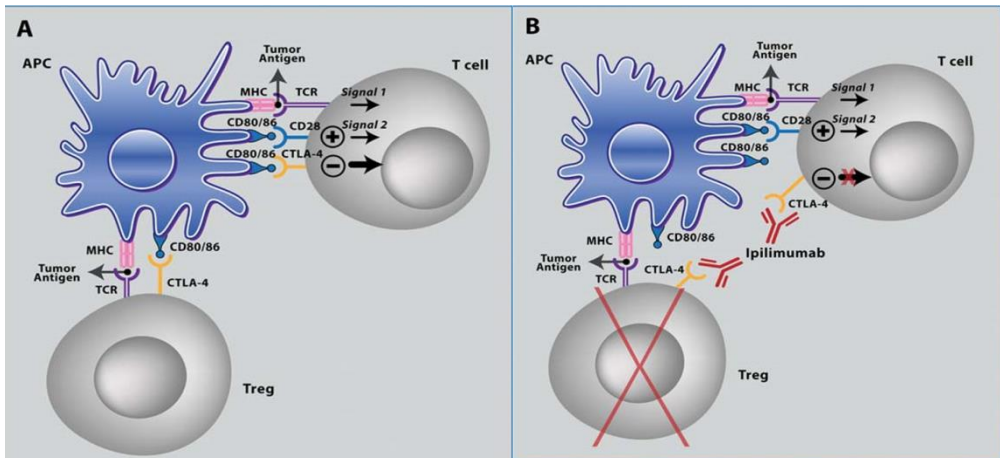 A
APC
Tumor
Antigen
T cell
MHC
TCR
Signal 1
CD80/86
CD28
+
Signal 2
CD80/86
CTLA-4
−
MHC
CD80/86
Tumor
Antigen
TCR
CTLA-4
Treg
B
APC
Tumor
Antigen
T cell
MHC
TCR
Signal 1
CD80/86
CD28
+
Signal 2
CD80/86
−
CTLA-4
MHC
CD80/86
Ipilimumab
Tumor
Antigen
CTLA-4
TCR
Treg